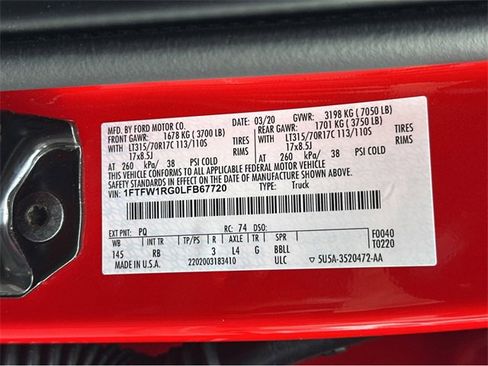 MFD. BY FORD MOTOR CO. DATE: 03/20 GVWR: 3198 KG (7050 LB)
FRONT GAWR: 1678 KG (3700 LB) REAR GAWR: 1701 KG (3750 LB)
WITH LT315/70R17C 113/110S TIRES WITH LT315/70R17C 113/110S TIRES
17x8.5J RIMS 17x8.5J RIMS
AT 260 kPa/ 38 PSI COLD AT 260 kPa/ 38 PSI COLD
THIS VEHICLE CONFORMS TO ALL APPLICABLE FEDERAL MOTOR VEHICLE SAFETY STANDARDS IN EFFECT ON THE DATE OF MANUFACTURE SHOWN ABOVE.
VIN: 1FTFW1RG0LFB67720 TYPE: Truck
EXT PNT: PQ RC: 74 DSO: F0040
WB INT TR TP/PS R AXLE TR SPR T0220
145 RB 3 L4 G BBLL
MADE IN U.S.A. 2202003183410 ULC 5U5A-3520472-AA